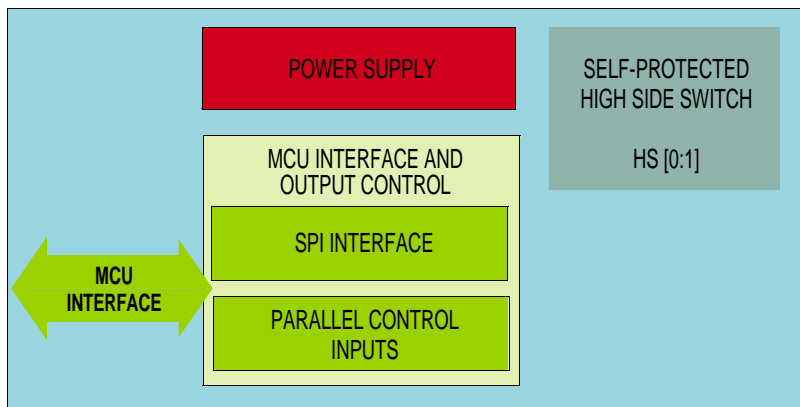 POWER SUPPLY
SELF-PROTECTED
HIGH SIDE SWITCH
HS [0:1]
MCU INTERFACE AND
OUTPUT CONTROL
SPI INTERFACE
MCU
INTERFACE
PARALLEL CONTROL
INPUTS